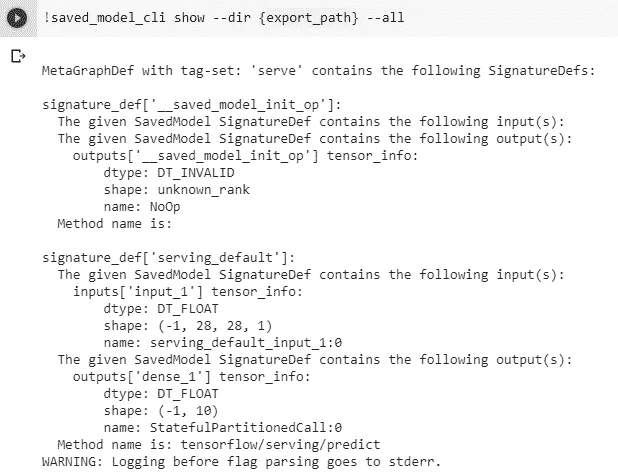 !saved_model_cli show --dir {export_path} --all
MetaGraphDef with tag-set: 'serve' contains the following SignatureDefs:
signature_def['__saved_model_init_op']:
The given SavedModel SignatureDef contains the following input(s):
The given SavedModel SignatureDef contains the following output(s):
outputs['__saved_model_init_op'] tensor_info:
dtype: DT_INVALID
shape: unknown_rank
name: NoOp
Method name is:
signature_def['serving_default']:
The given SavedModel SignatureDef contains the following input(s):
inputs['input_1'] tensor_info:
dtype: DT_FLOAT
shape: (-1, 28, 28, 1)
name: serving_default_input_1:0
The given SavedModel SignatureDef contains the following output(s):
outputs['dense_1'] tensor_info:
dtype: DT_FLOAT
shape: (-1, 10)
name: StatefulPartitionedCall:0
Method name is: tensorflow/serving/predict
WARNING: Logging before flag parsing goes to stderr.